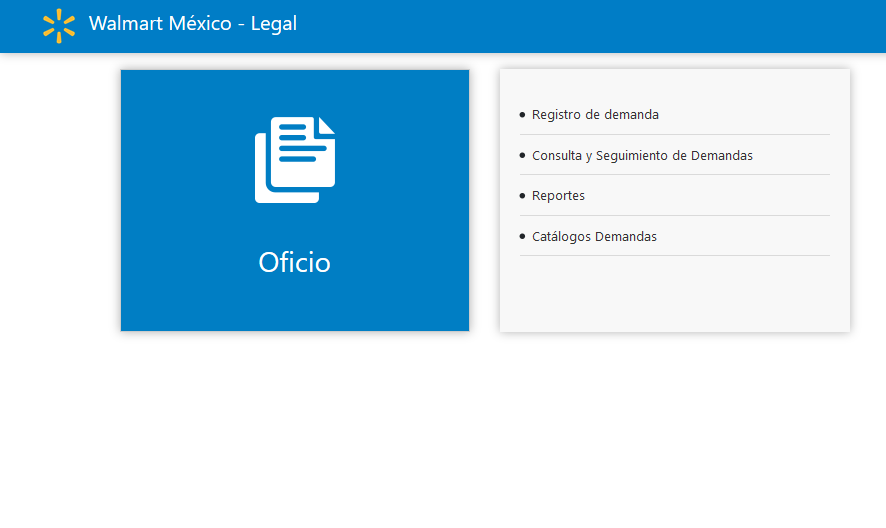 Walmart México - Legal
Oficio
Registro de demanda
Consulta y Seguimiento de Demandas
Reportes
Catálogos Demandas